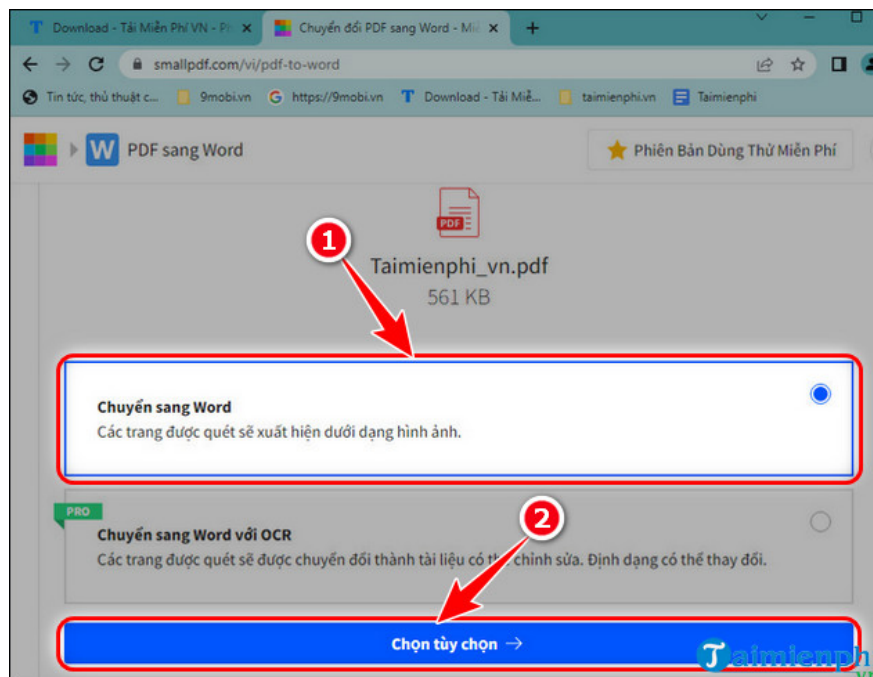 T Download - Tải Miễn Phí VN - Ph
Chuyển đổi PDF sang Word - Miễ
smallpdf.com/vi/pdf-to-word
Tin tức, thủ thuật c...
9mobi.vn
G https://9mobi.vn
T Download - Tải Miễ...
taimienphi.vn
Taimienphi
W PDF sang Word
Phiên Bản Dùng Thử Miễn Phí
PDF
1
Taimienphi_vn.pdf
561 KB
Chuyển sang Word
Các trang được quét sẽ xuất hiện dưới dạng hình ảnh.
PRO
2
Chuyển sang Word với OCR
Các trang được quét sẽ được chuyển đổi thành tài liệu có thể chỉnh sửa. Định dạng có thể thay đổi.
Chọn tùy chọn →
Taimienph